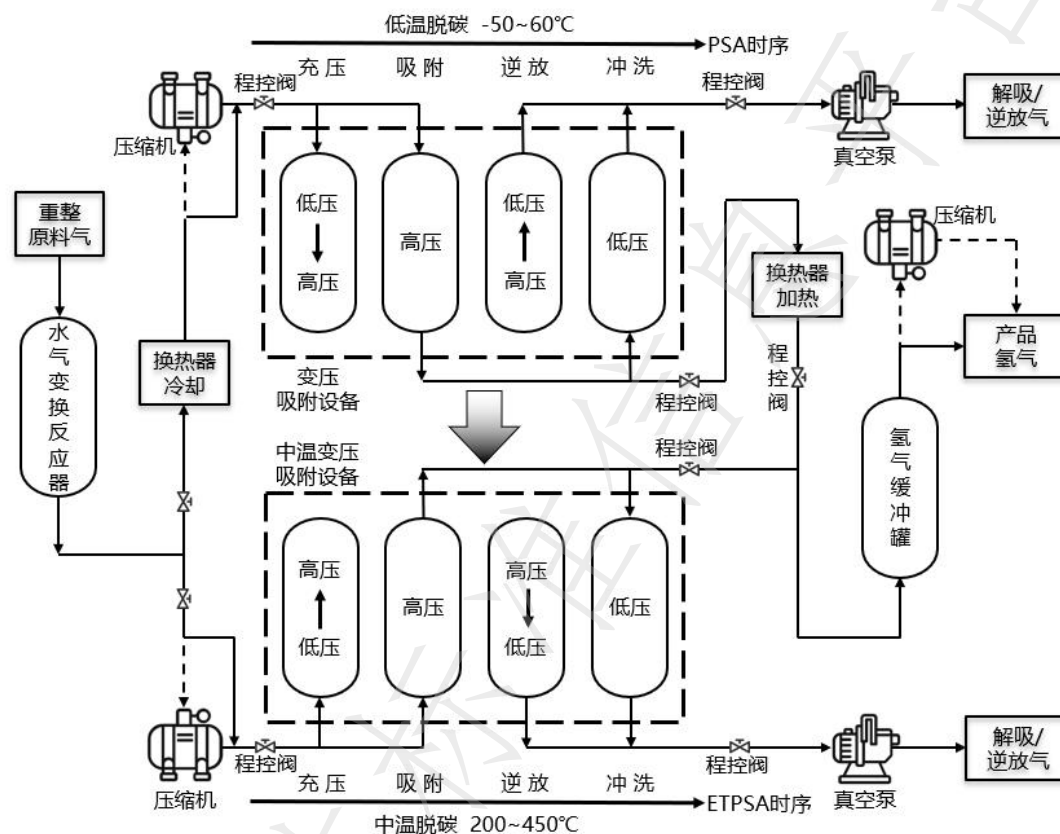 低温脱碳 -50~60℃
PSA时序
充压
吸附
逆放
冲洗
程控阀
程控阀
压缩机
真空泵
解吸/
逆放气
低压
高压
高压
低压
高压
低压
重整
原料气
压缩机
换热器
加热
水气变换反应器
换热器
冷却
产品
氢气
程控阀
变压
吸附设备
程控阀
中温变压
吸附设备
程控阀
氢气缓冲罐
高压
低压
高压
高压
低压
低压
程控阀
程控阀
压缩机
真空泵
解吸/
逆放气
充压
吸附
逆放
冲洗
ETPSA时序
中温脱碳 200~450℃